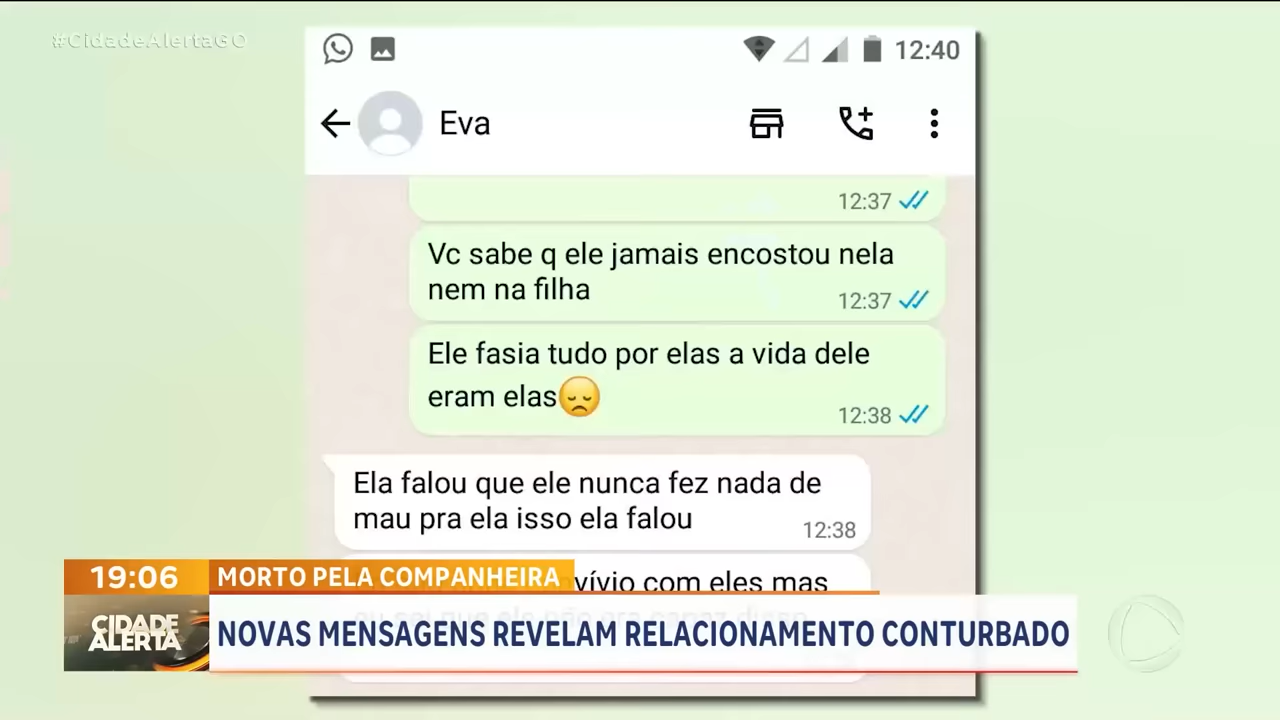 #CidadeAlertaGO
12:40
Eva
12:37
Vc sabe q ele jamais encostou nela
nem na filha
12:37
Ele fasia tudo por elas a vida dele
eram elas😞
12:38
Ela falou que ele nunca fez nada de
mau pra ela isso ela falou
12:38
vívio com eles mas
19:06
MORTO PELA COMPANHEIRA
CIDADE
ALERTA
NOVAS MENSAGENS REVELAM RELACIONAMENTO CONTURBADO